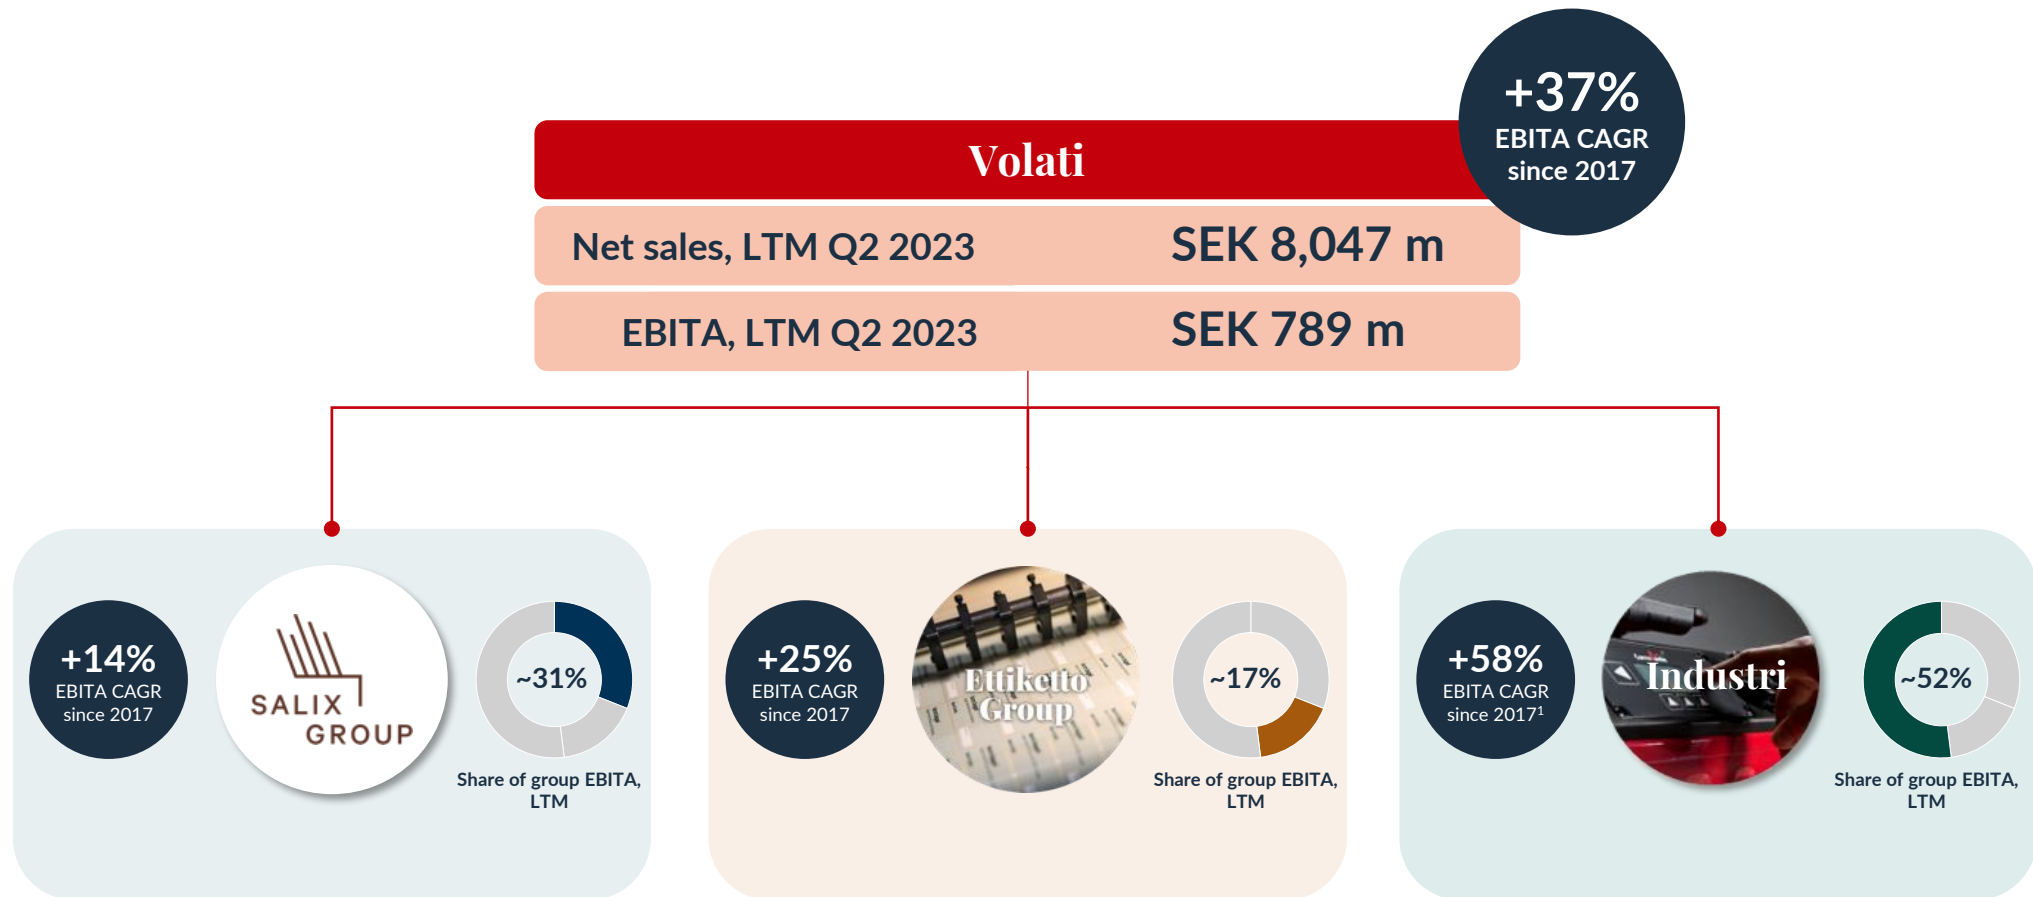 +37%
EBITA CAGR
since 2017
Volati
Net sales, LTM Q2 2023 SEK 8,047 m
EBITA, LTM Q2 2023 SEK 789 m
+14%
EBITA CAGR
since 2017
SALIX
GROUP
~31%
Share of group EBITA,
LTM
+25%
EBITA CAGR
since 2017
Ettiketto
Group
~17%
Share of group EBITA,
LTM
+58%
EBITA CAGR
since 2017¹
Industri
~52%
Share of group EBITA,
LTM